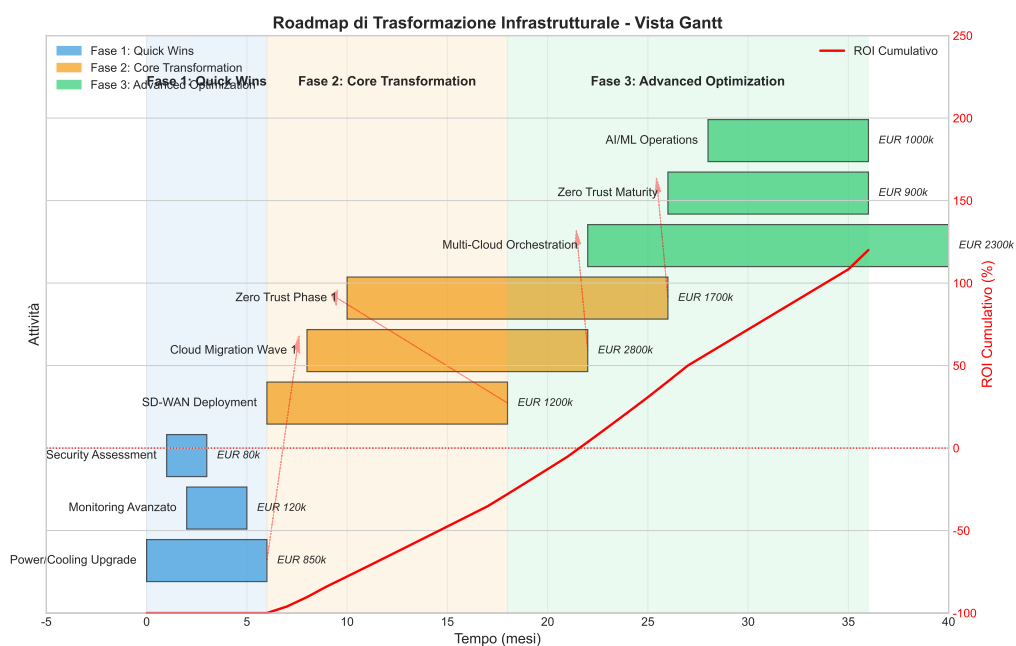 Roadmap di Trasformazione Infrastrutturale - Vista Gantt
Fase 1: Quick Wins
Fase 2: Core Transformation
Fase 3: Advanced Optimization
ROI Cumulativo
Fase 1: Quick Wins
Fase 2: Core Transformation
Fase 3: Advanced Optimization
AI/ML Operations
EUR 1000k
Zero Trust Maturity
EUR 900k
Multi-Cloud Orchestration
EUR 2300k
Zero Trust Phase 1
EUR 1700k
Cloud Migration Wave 1
EUR 2800k
SD-WAN Deployment
EUR 1200k
Security Assessment
EUR 80k
Monitoring Avanzato
EUR 120k
Power/Cooling Upgrade
EUR 850k
Attività
250
200
150
100
50
0
-50
-100
ROI Cumulativo (%)
-5 0 5 10 15 20 25 30 35 40
Tempo (mesi)